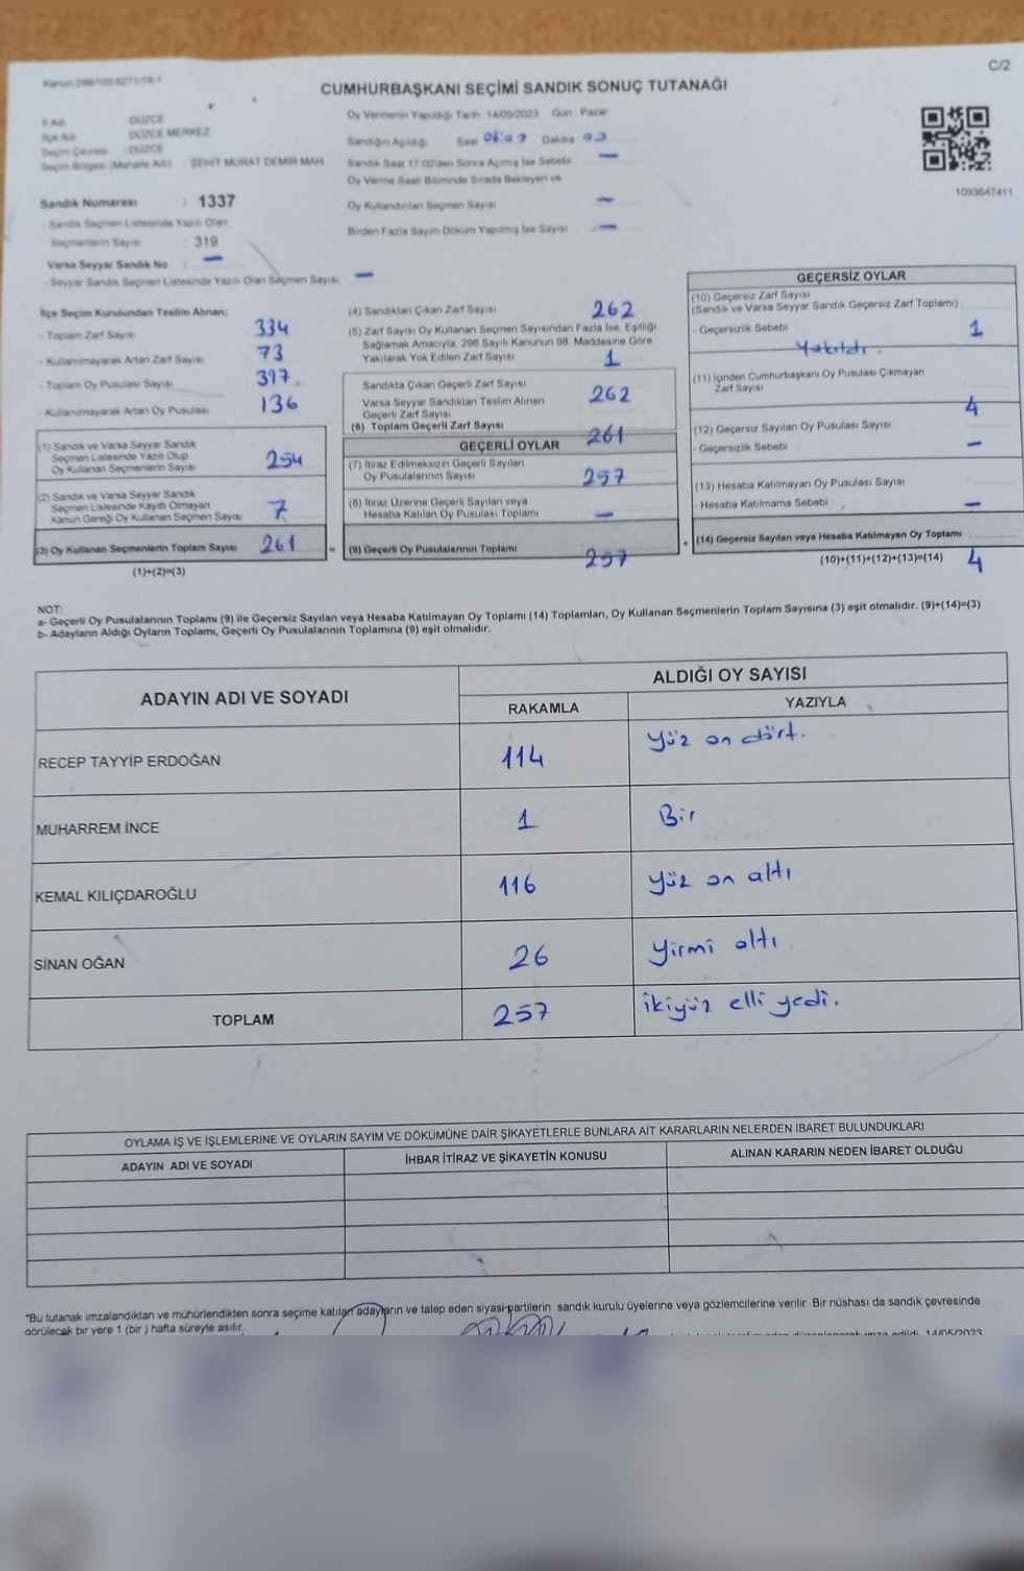 C/2
CUMHURBAŞKANI SEÇİMİ SANDIK SONUÇ TUTANAĞI
İl Adı : DÜZCE
İlçe Adı : DÜZCE MERKEZ
Seçim Çevresi : DÜZCE
Seçim Bölgesi (Mahalle Adı) : ŞEHİT MURAT DEMİR MAH.
Sandık Numarası : 1337
- Sandık Seçmen Listesinde Yazılı Olan
Seçmenlerin Sayısı : 319
Varsa Seyyar Sandık No : –
- Seyyar Sandık Seçmen Listesinde Yazılı Olan Seçmen Sayısı –
Oy Vermenin Yapıldığı Tarih 14/05/2023 Gün: Pazar
Sandığın Açıldığı Saat Dakika
Sandık Saat 17.00'den Sonra Açılmış İse Sebebi –
Oy Verme Saati Bitiminde Sırada Bekleyen ve
Oy Kullandırılan Seçmen Sayısı –
Birden Fazla Sayım Döküm Yapılmış İse Sayısı –
1093647411
İlçe Seçim Kurulundan Teslim Alınan;
- Toplam Zarf Sayısı 334
- Kullanılmayarak Artan Zarf Sayısı 73
- Toplam Oy Pusulası Sayısı 397
- Kullanılmayarak Artan Oy Pusulası 136
(1) Sandık ve Varsa Seyyar Sandık
Seçmen Listesinde Yazılı Olup
Oy Kullanan Seçmenlerin Sayısı 254
(2) Sandık ve Varsa Seyyar Sandık
Seçmen Listesinde Kayıtlı Olmayan
Kanun Gereği Oy Kullanan Seçmen Sayısı 7
(3) Oy Kullanan Seçmenlerin Toplam Sayısı 261
(1)+(2)=(3)
(4) Sandıktan Çıkan Zarf Sayısı 262
(5) Zarf Sayısı Oy Kullanan Seçmen Sayısından Fazla İse, Eşitliği
Sağlamak Amacıyla, 298 Sayılı Kanunun 98. Maddesine Göre
Yakılarak Yok Edilen Zarf Sayısı 1
Sandıkta Çıkan Geçerli Zarf Sayısı 262
Varsa Seyyar Sandıktan Teslim Alınan
Geçerli Zarf Sayısı
(6) Toplam Geçerli Zarf Sayısı 261
GEÇERLİ OYLAR
(7) İtiraz Edilmeksizin Geçerli Sayılan
Oy Pusulalarının Sayısı 257
(8) İtiraz Üzerine Geçerli Sayılan veya
Hesaba Katılan Oy Pusulası Toplamı –
= (9) Geçerli Oy Pusulalarının Toplamı 257
GEÇERSİZ OYLAR
(10) Geçersiz Zarf Sayısı
(Sandık ve Varsa Seyyar Sandık Geçersiz Zarf Toplamı)
- Geçersizlik Sebebi 1
Yakıldı.
(11) İçinden Cumhurbaşkanı Oy Pusulası Çıkmayan
Zarf Sayısı 4
(12) Geçersiz Sayılan Oy Pusulası Sayısı
- Geçersizlik Sebebi –
(13) Hesaba Katılmayan Oy Pusulası Sayısı
- Hesaba Katılmama Sebebi –
+ (14) Geçersiz Sayılan veya Hesaba Katılmayan Oy Toplamı
(10)+(11)+(12)+(13)=(14) 4
NOT:
a- Geçerli Oy Pusulalarının Toplamı (9) ile Geçersiz Sayılan veya Hesaba Katılmayan Oy Toplamı (14) Toplamları, Oy Kullanan Seçmenlerin Toplam Sayısına (3) eşit olmalıdır. (9)+(14)=(3)
b- Adayların Aldığı Oyların Toplamı, Geçerli Oy Pusulalarının Toplamına (9) eşit olmalıdır.
ADAYIN ADI VE SOYADI ALDIĞI OY SAYISI
RAKAMLA YAZIYLA
RECEP TAYYİP ERDOĞAN 114 Yüz on dört.
MUHARREM İNCE 1 Bir
KEMAL KILIÇDAROĞLU 116 Yüz on altı
SİNAN OĞAN 26 Yirmi altı
TOPLAM 257 ikiyüz elli yedi.
OYLAMA İŞ VE İŞLEMLERİNE VE OYLARIN SAYIM VE DÖKÜMÜNE DAİR ŞİKAYETLERLE BUNLARA AİT KARARLARIN NELERDEN İBARET BULUNDUKLARI
ADAYIN ADI VE SOYADI İHBAR İTİRAZ VE ŞİKAYETİN KONUSU ALINAN KARARIN NEDEN İBARET OLDUĞU
*Bu tutanak imzalandıktan ve mühürlendikten sonra seçime katılan adayların ve talep eden siyasi partilerin sandık kurulu üyelerine veya gözlemcilerine verilir. Bir nüshası da sandık çevresinde
görülecek bir yere 1 (bir) hafta süreyle asılır.
14/05/2023